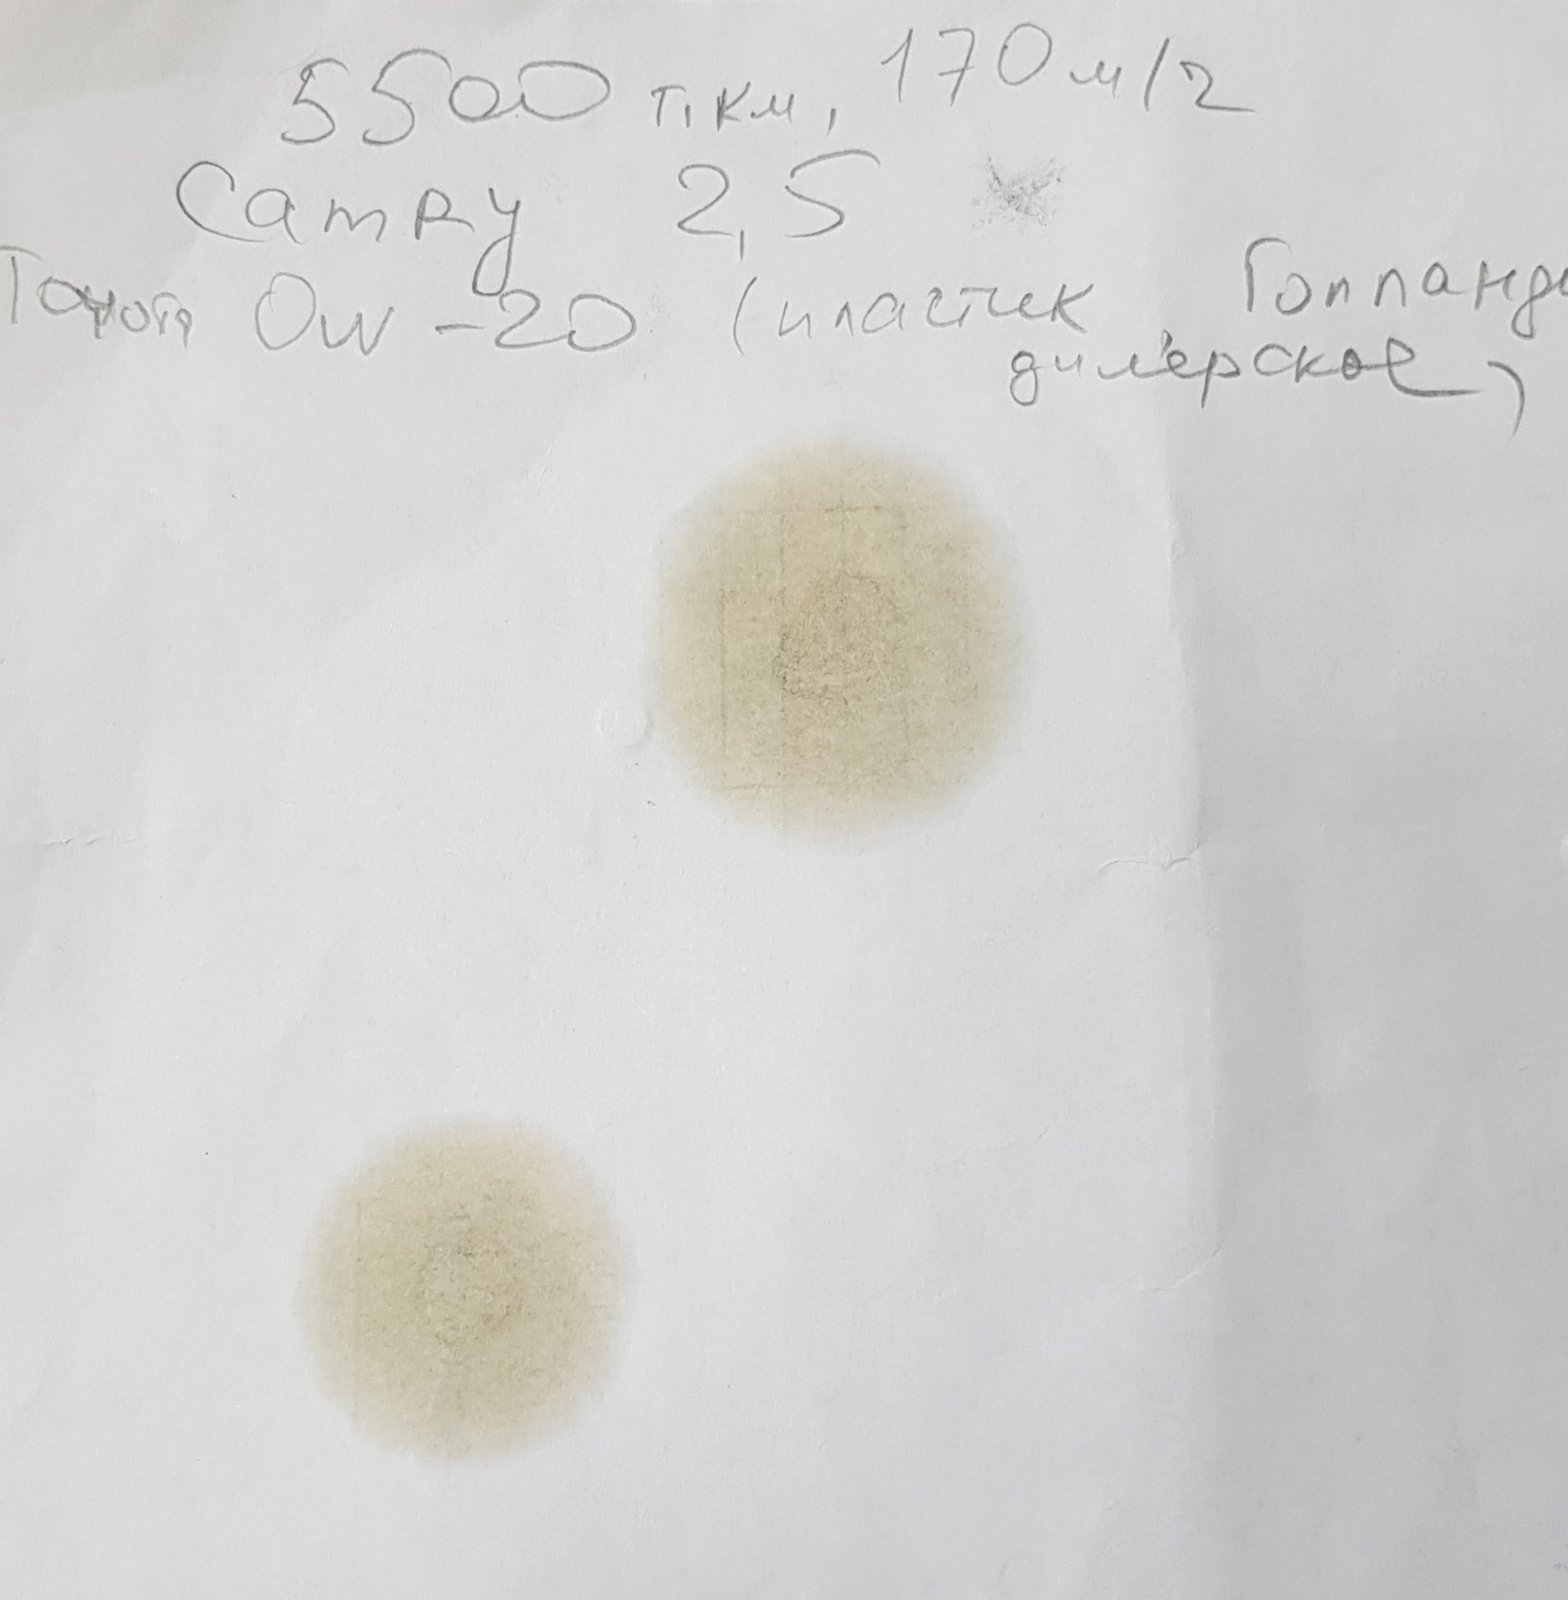 5500 т.км, 170 м/г
Camry 2,5
Тойота 0w-20 (пластик Голланд
дилерское)